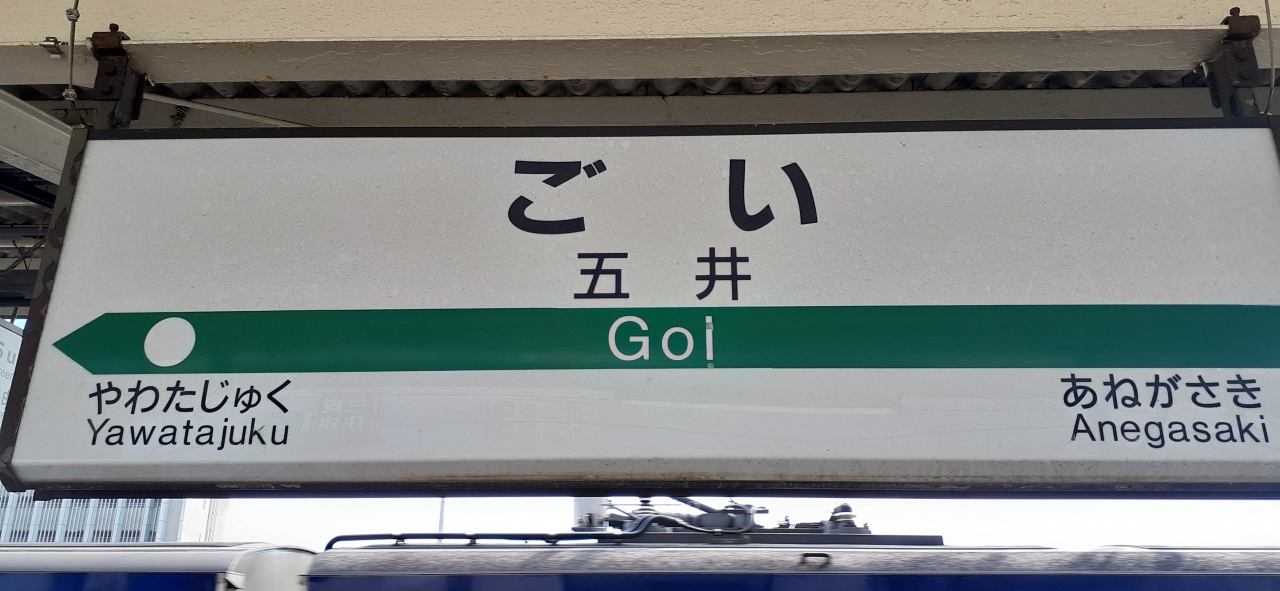 ごい
五井
Goi
やわたじゅく
Yawatajuku
あねがさき
Anegasaki